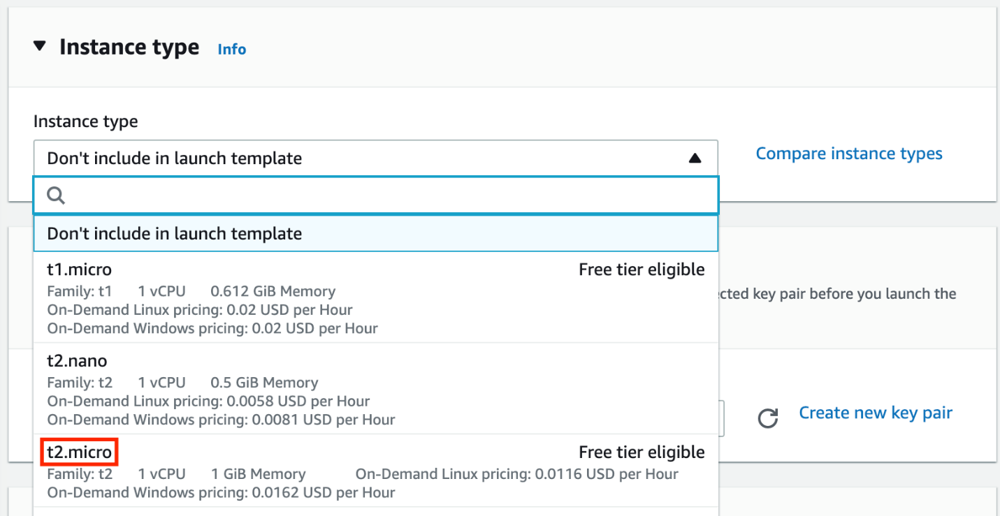 Instance type Info
Instance type
Don't include in launch template
Compare instance types
Don't include in launch template
t1.micro Free tier eligible
Family: t1 1 vCPU 0.612 GiB Memory
On-Demand Linux pricing: 0.02 USD per Hour
On-Demand Windows pricing: 0.02 USD per Hour
key pair before you launch the
t2.nano
Family: t2 1 vCPU 0.5 GiB Memory
On-Demand Linux pricing: 0.0058 USD per Hour
On-Demand Windows pricing: 0.0081 USD per Hour
Create new key pair
t2.micro Free tier eligible
Family: t2 1 vCPU 1 GiB Memory On-Demand Linux pricing: 0.0116 USD per Hour
On-Demand Windows pricing: 0.0162 USD per Hour